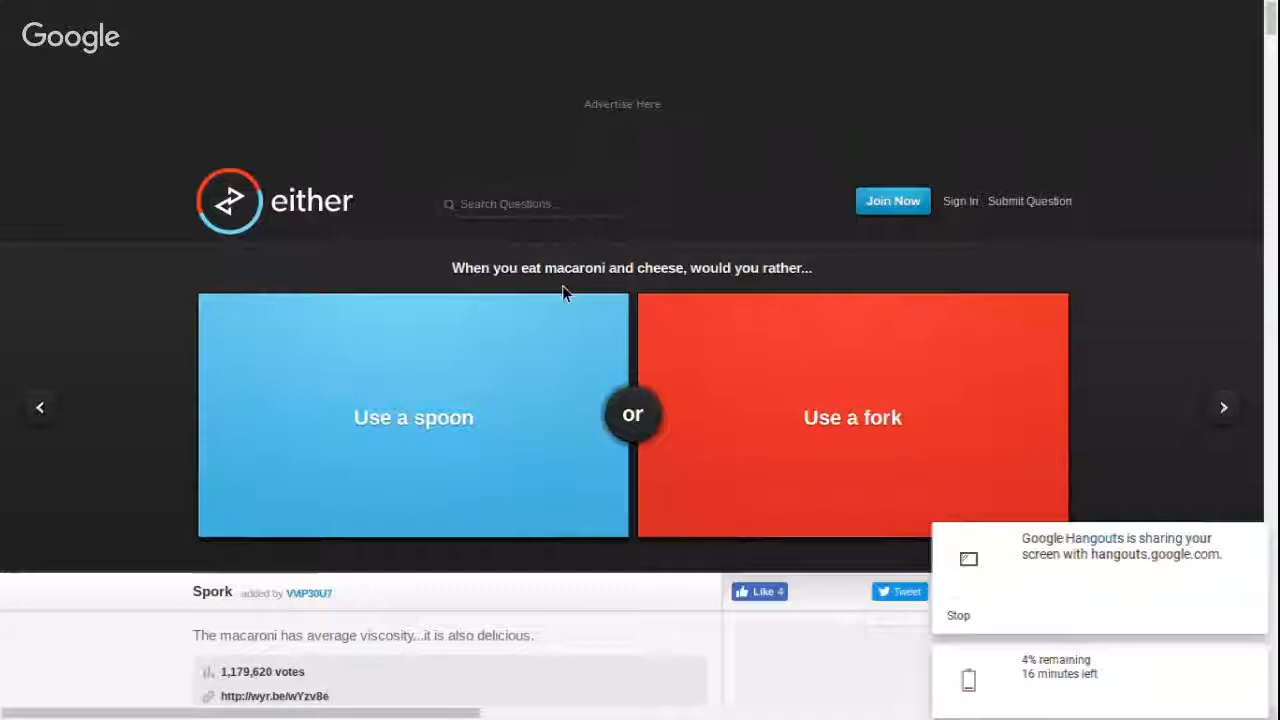 Google
Advertise Here
either
Search Questions...
Join Now
Sign In
Submit Question
When you eat macaroni and cheese, would you rather...
Use a spoon
or
Use a fork
Google Hangouts is sharing your
screen with hangouts.google.com.
Stop
Spork added by VMP30U7
Like 4
Tweet
The macaroni has average viscosity...it is also delicious.
1,179,620 votes
http://wyr.be/wYzv8e
4% remaining
16 minutes left